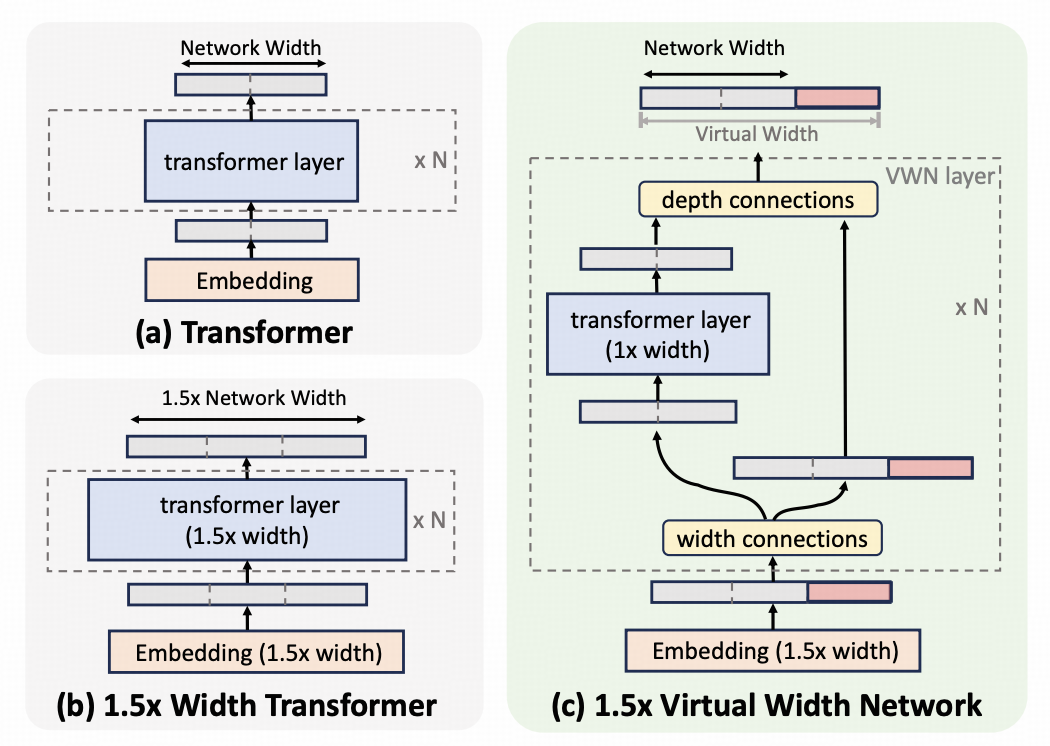 Network Width
transformer layer
x N
Embedding
(a) Transformer
1.5x Network Width
transformer layer
(1.5x width)
x N
Embedding (1.5x width)
(b) 1.5x Width Transformer
Network Width
Virtual Width
VWN layer
depth connections
transformer layer
(1x width)
x N
width connections
Embedding (1.5x width)
(c) 1.5x Virtual Width Network